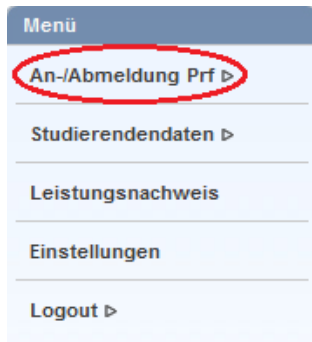 Menü
An-/Abmeldung Prf ▷
Studierendendaten ▷
Leistungsnachweis
Einstellungen
Logout ▷